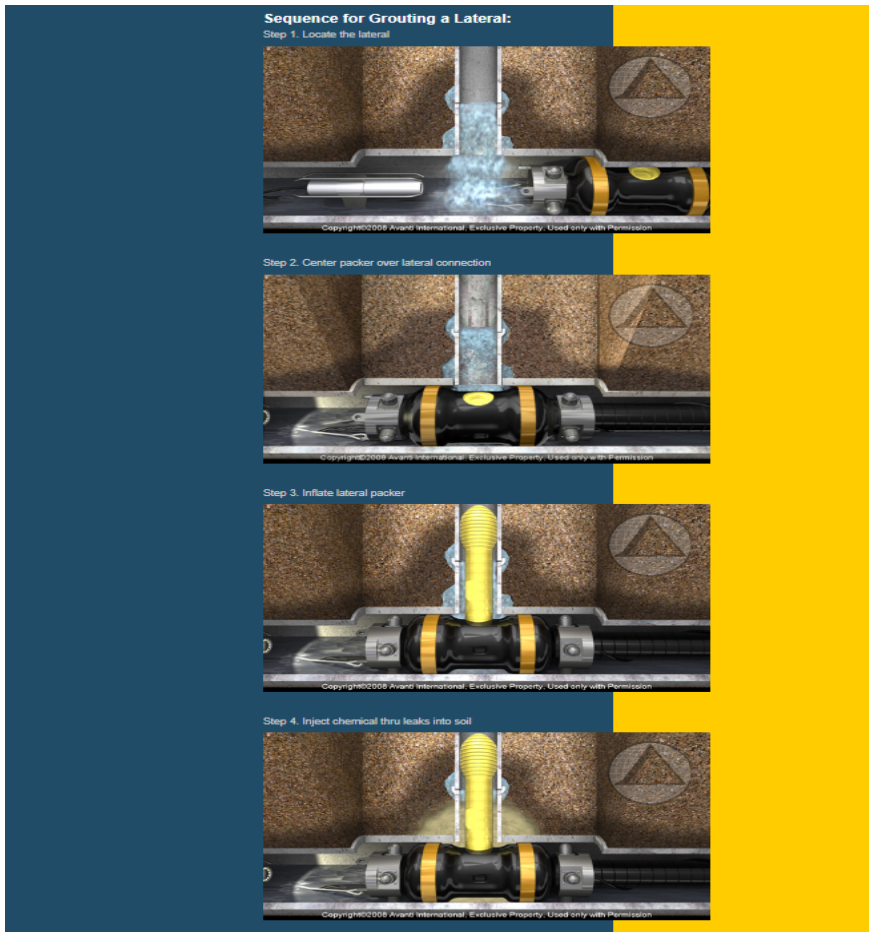 Sequence for Grouting a Lateral:
Step 1. Locate the lateral
Copyright©2008 Avanti International, Exclusive Property, Used only with Permission
Step 2. Center packer over lateral connection
Copyright©2008 Avanti International, Exclusive Property, Used only with Permission
Step 3. Inflate lateral packer
Copyright©2008 Avanti International, Exclusive Property, Used only with Permission
Step 4. Inject chemical thru leaks into soil
Copyright©2008 Avanti International, Exclusive Property, Used only with Permission